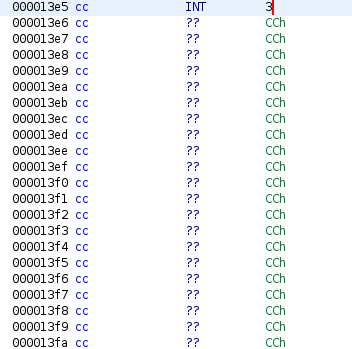 000013e5 cc INT 3
000013e6 cc ?? CCh
000013e7 cc ?? CCh
000013e8 cc ?? CCh
000013e9 cc ?? CCh
000013ea cc ?? CCh
000013eb cc ?? CCh
000013ec cc ?? CCh
000013ed cc ?? CCh
000013ee cc ?? CCh
000013ef cc ?? CCh
000013f0 cc ?? CCh
000013f1 cc ?? CCh
000013f2 cc ?? CCh
000013f3 cc ?? CCh
000013f4 cc ?? CCh
000013f5 cc ?? CCh
000013f6 cc ?? CCh
000013f7 cc ?? CCh
000013f8 cc ?? CCh
000013f9 cc ?? CCh
000013fa cc ?? CCh